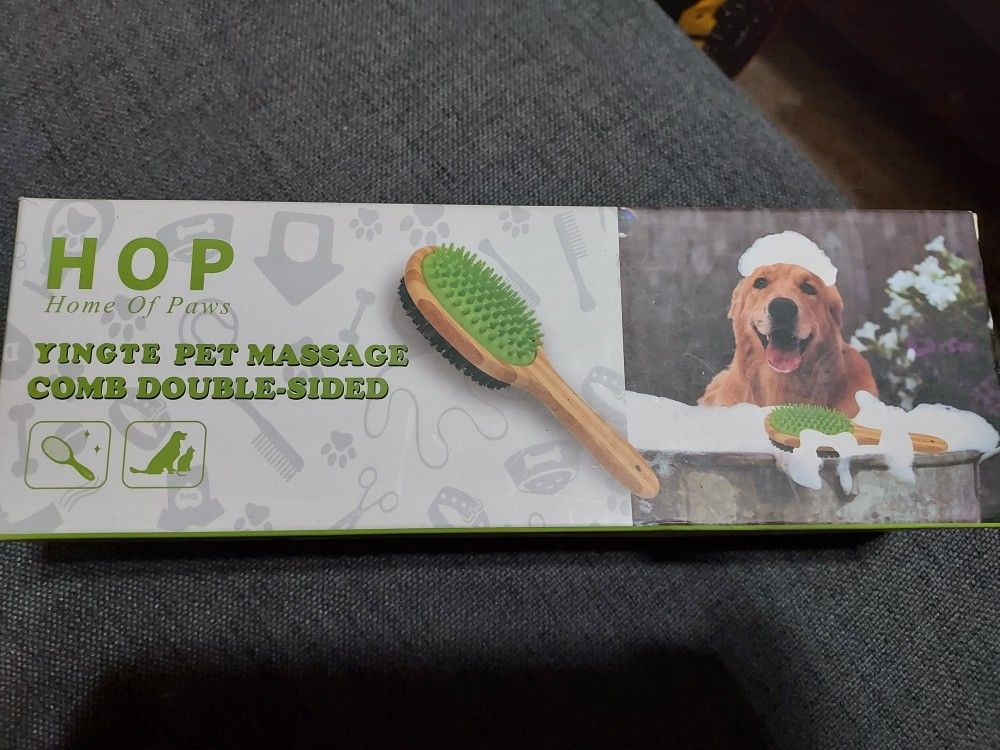 HOP
Home Of Paws
YINGTE PET MASSAGE
COMB DOUBLE-SIDED